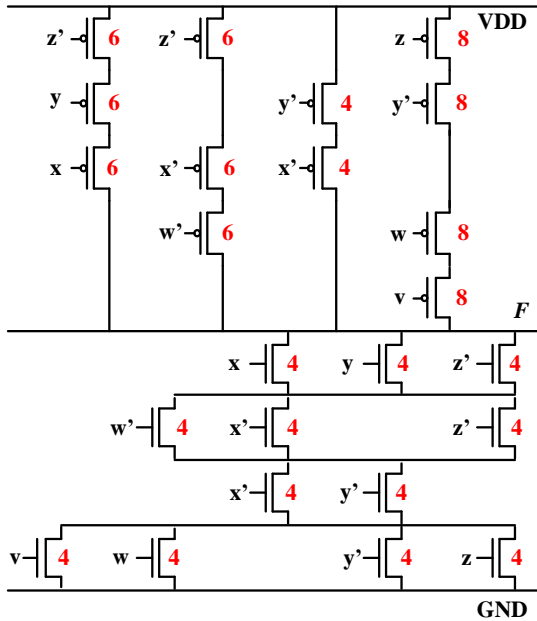 VDD
z' 6 z' 6 z 8
y 6 y' 4 y' 8
x 6 x' 6 x' 4
w' 6 w 8
v 8
F
x 4 y 4 z' 4
w' 4 x' 4 z' 4
x' 4 y' 4
v 4 w 4 y' 4 z 4
GND